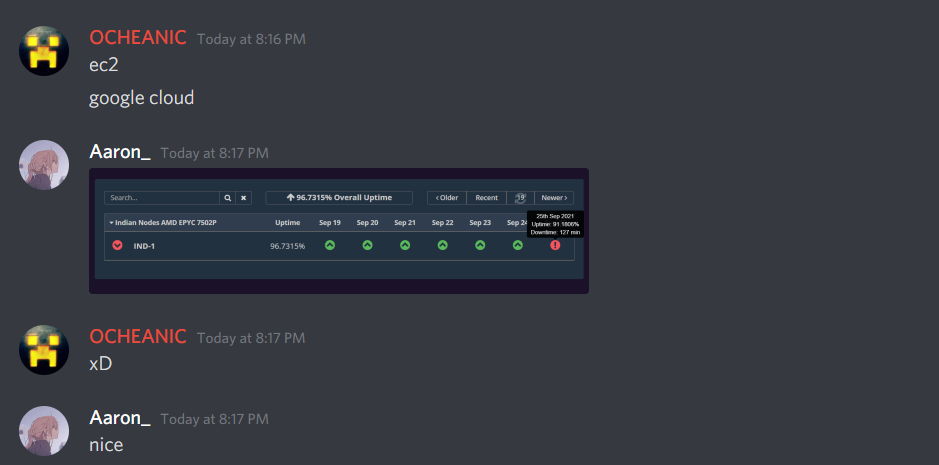 OCHEANIC Today at 8:16 PM
ec2
google cloud
Aaron_ Today at 8:17 PM
Search... 96.7315% Overall Uptime Older Recent 19 Newer
25th Sep 2021
Uptime: 91.1806%
Downtime: 127 min
Indian Nodes AMD EPYC 7502P Uptime Sep 19 Sep 20 Sep 21 Sep 22 Sep 23 Sep 24
IND-1 96.7315%
OCHEANIC Today at 8:17 PM
xD
Aaron_ Today at 8:17 PM
nice